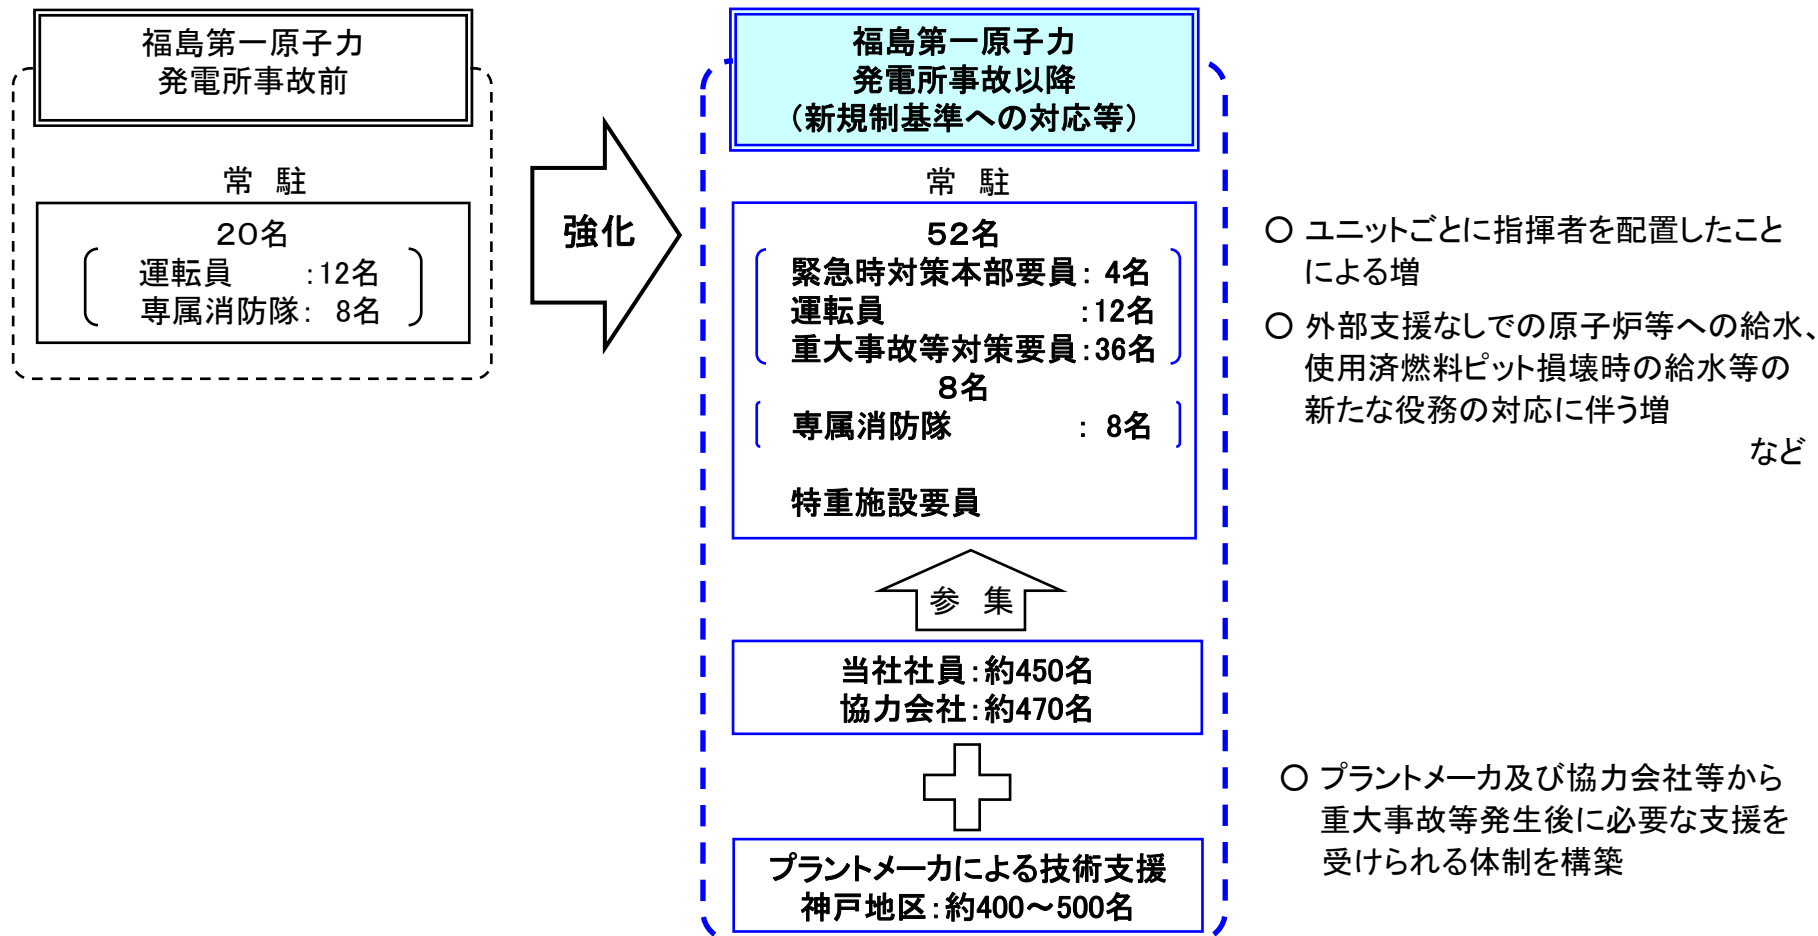 福島第一原子力
発電所事故前
常 駐
20名
運転員 :12名
専属消防隊: 8名
強化
福島第一原子力
発電所事故以降
(新規制基準への対応等)
常 駐
52名
緊急時対策本部要員: 4名
運転員 :12名
重大事故等対策要員:36名
8名
専属消防隊 : 8名
特重施設要員
参 集
当社社員:約450名
協力会社:約470名
プラントメーカによる技術支援
神戸地区:約400～500名
○ ユニットごとに指揮者を配置したこと
による増
○ 外部支援なしでの原子炉等への給水、
使用済燃料ピット損壊時の給水等の
新たな役務の対応に伴う増
など
○ プラントメーカ及び協力会社等から
重大事故等発生後に必要な支援を
受けられる体制を構築